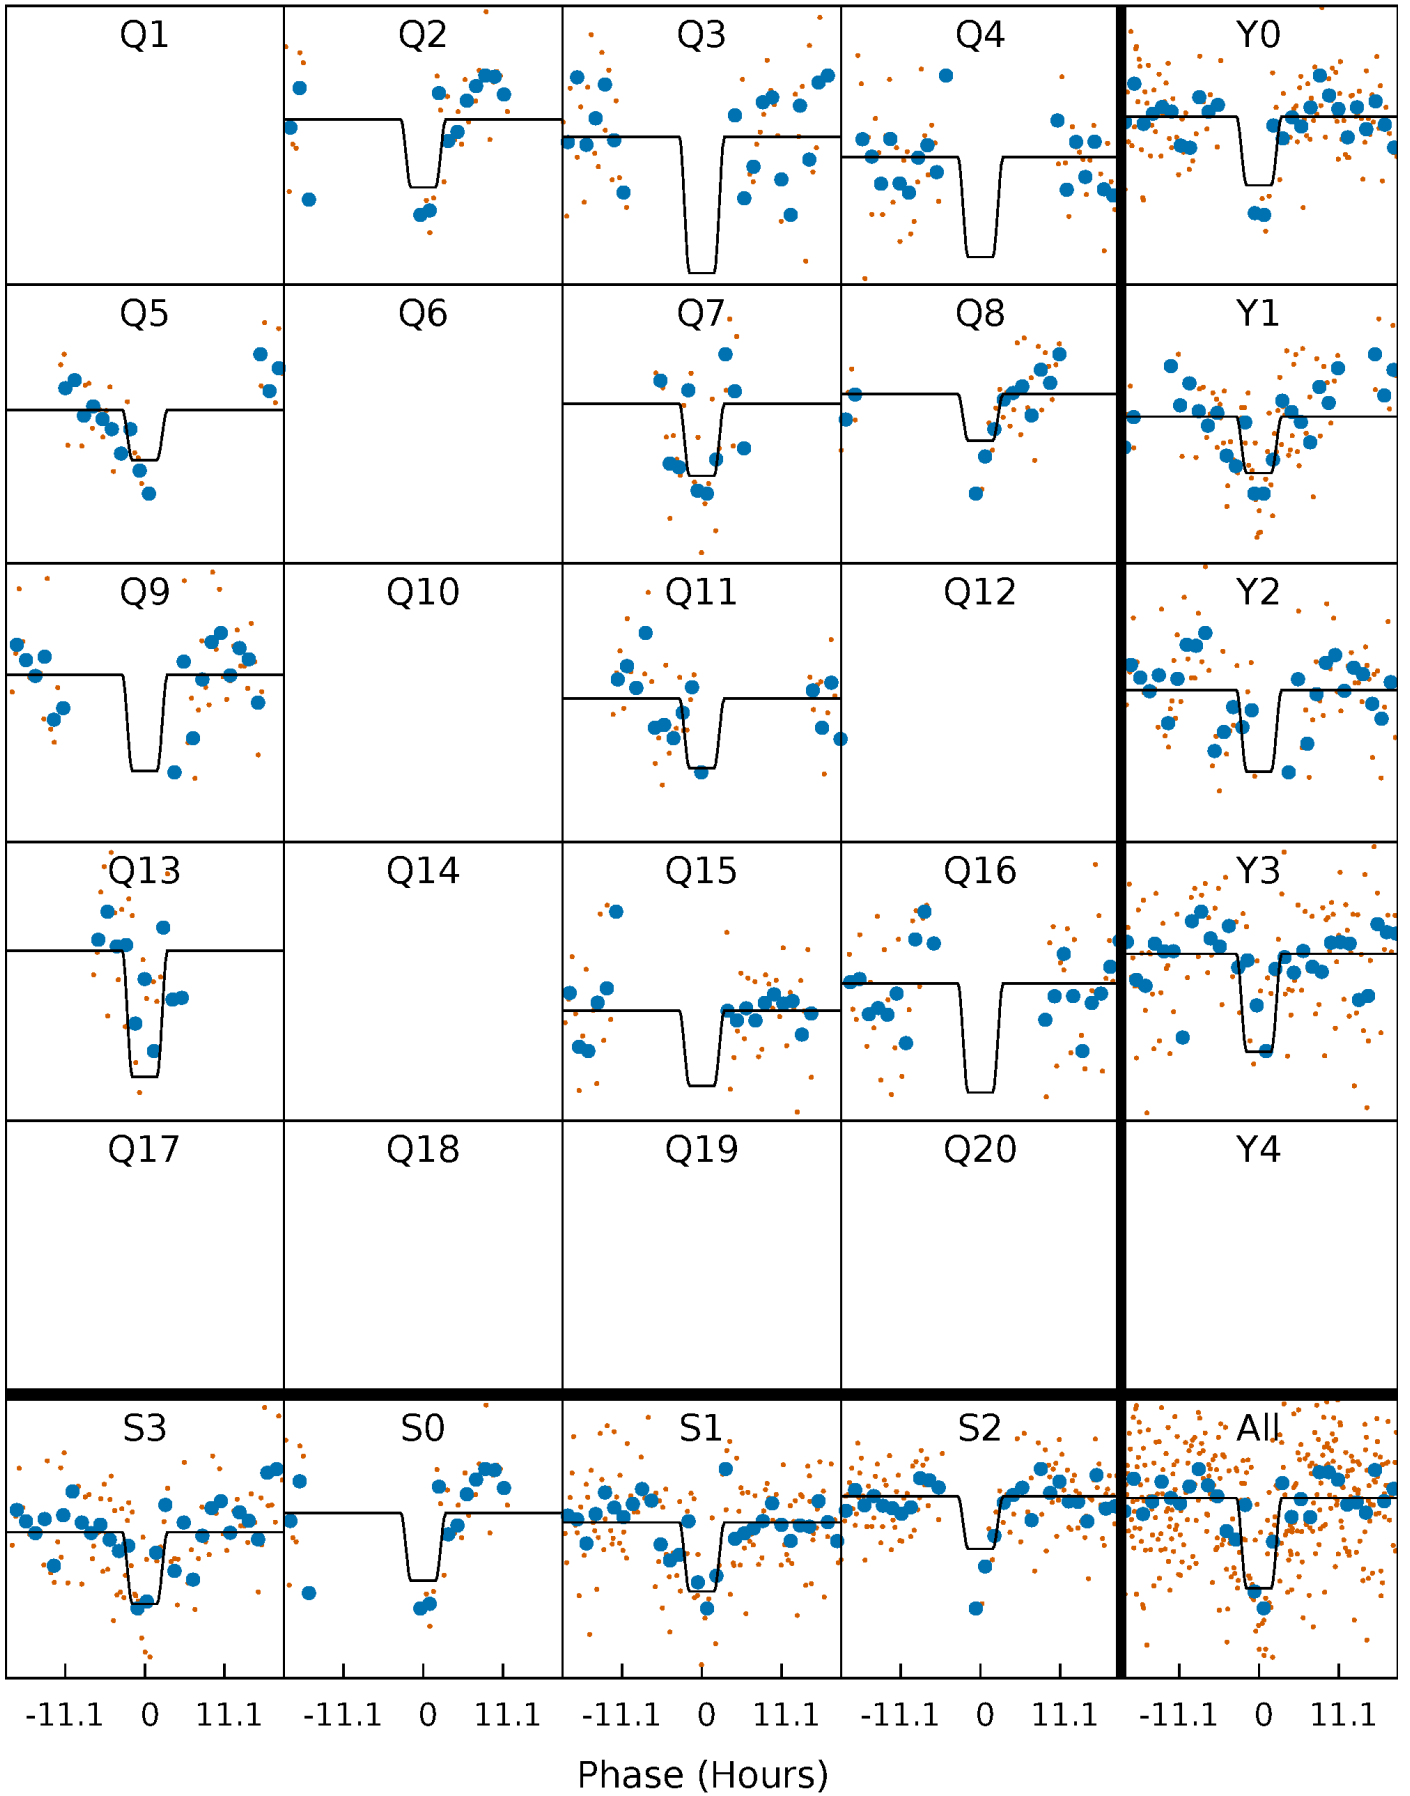 Q1 Q2 Q3 Q4 Y0
Q5 Q6 Q7 Q8 Y1
Q9 Q10 Q11 Q12 Y2
Q13 Q14 Q15 Q16 Y3
Q17 Q18 Q19 Q20 Y4
S3 S0 S1 S2 All
-11.1 0 11.1 -11.1 0 11.1 -11.1 0 11.1 -11.1 0 11.1 -11.1 0 11.1
Phase (Hours)